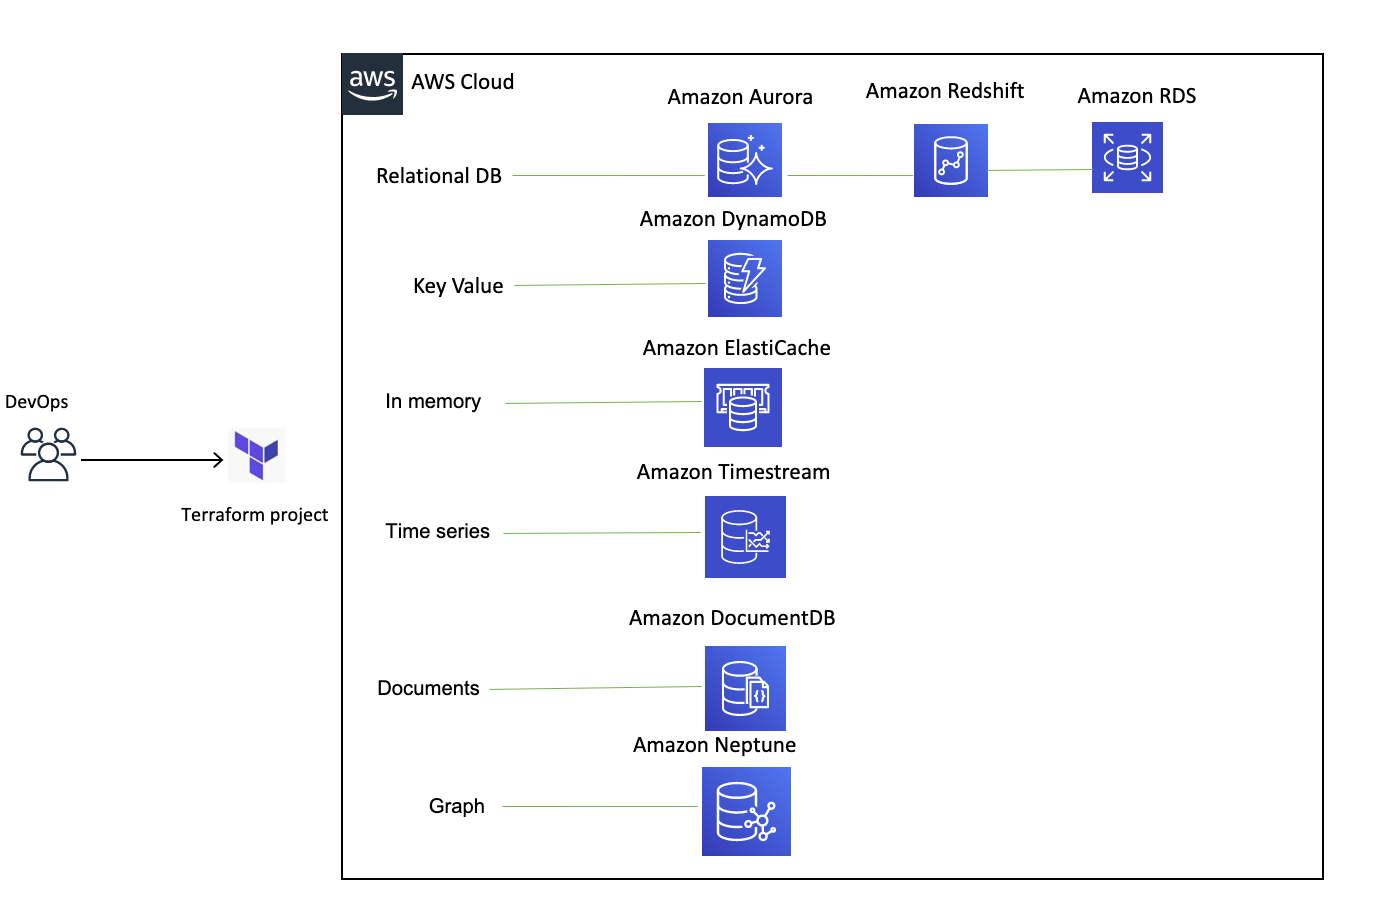 aws
AWS Cloud
Amazon Aurora
Amazon Redshift
Amazon RDS
Relational DB
Amazon DynamoDB
Key Value
Amazon ElastiCache
In memory
DevOps
Amazon Timestream
Terraform project
Time series
Amazon DocumentDB
Documents
Amazon Neptune
Graph